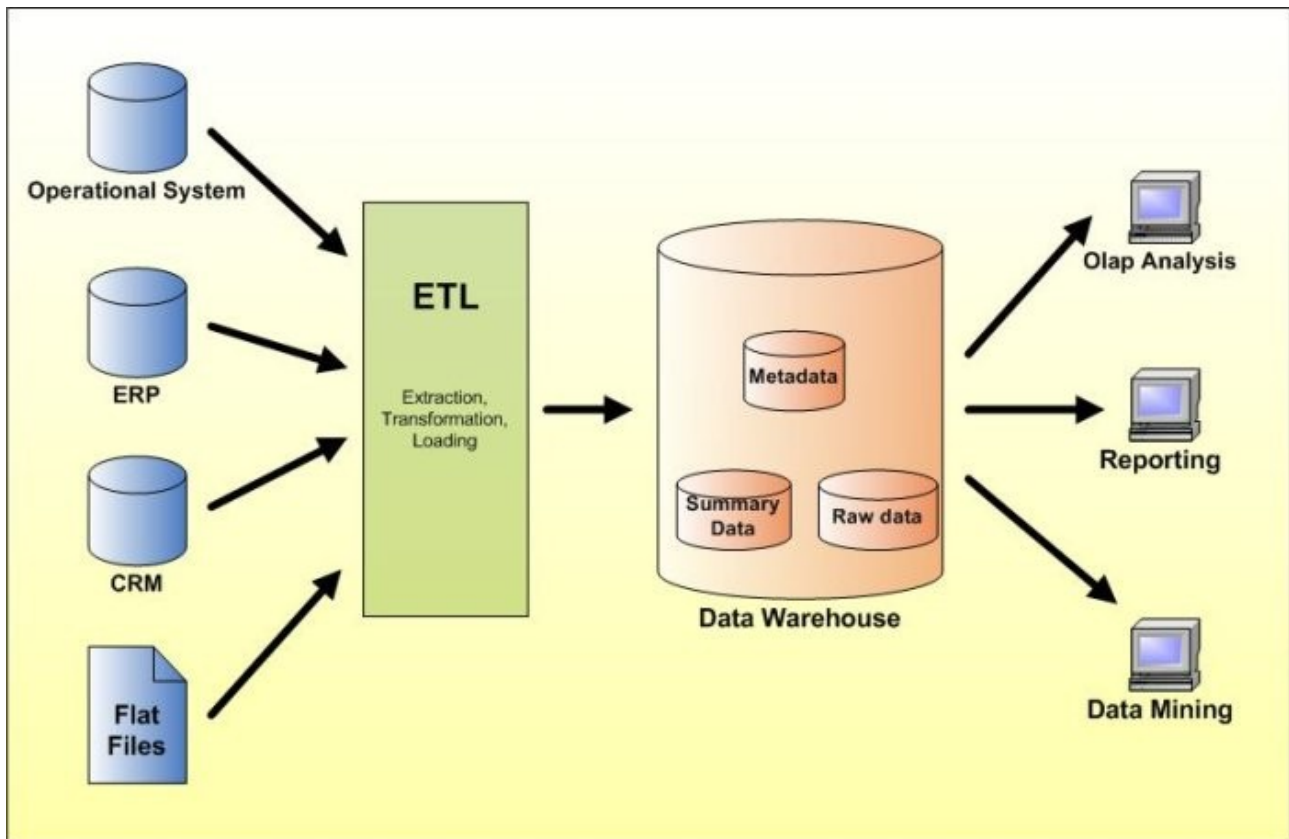 Operational System
ERP
CRM
Flat
Files
ETL
Extraction,
Transformation,
Loading
Metadata
Summary
Data
Raw data
Data Warehouse
Olap Analysis
Reporting
Data Mining